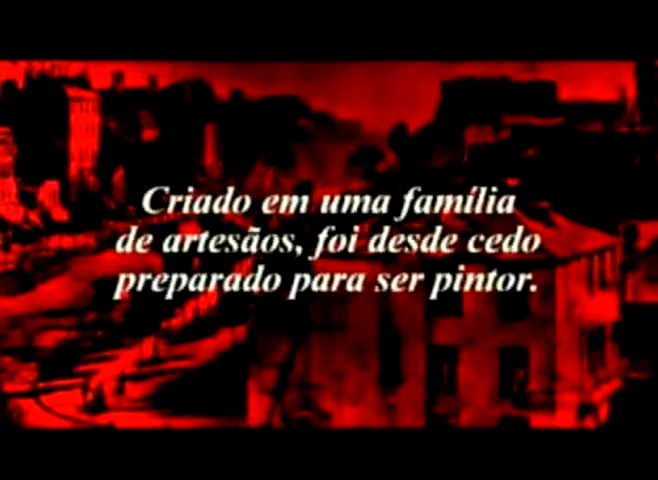 Criado em uma família
de artesãos, foi desde cedo
preparado para ser pintor.